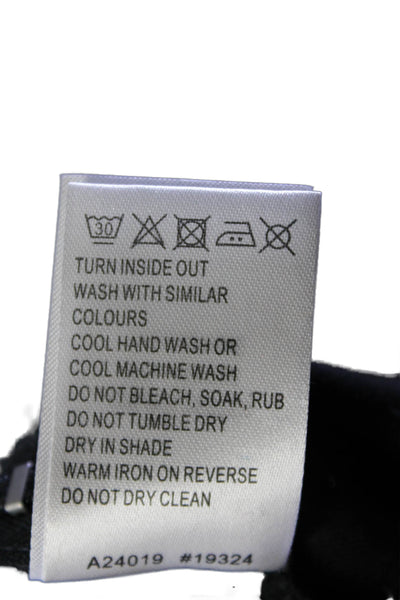 30
TURN INSIDE OUT
WASH WITH SIMILAR
COLOURS
COOL HAND WASH OR
COOL MACHINE WASH
DO NOT BLEACH, SOAK, RUB
DO NOT TUMBLE DRY
DRY IN SHADE
WARM IRON ON REVERSE
DO NOT DRY CLEAN
A24019 #19324